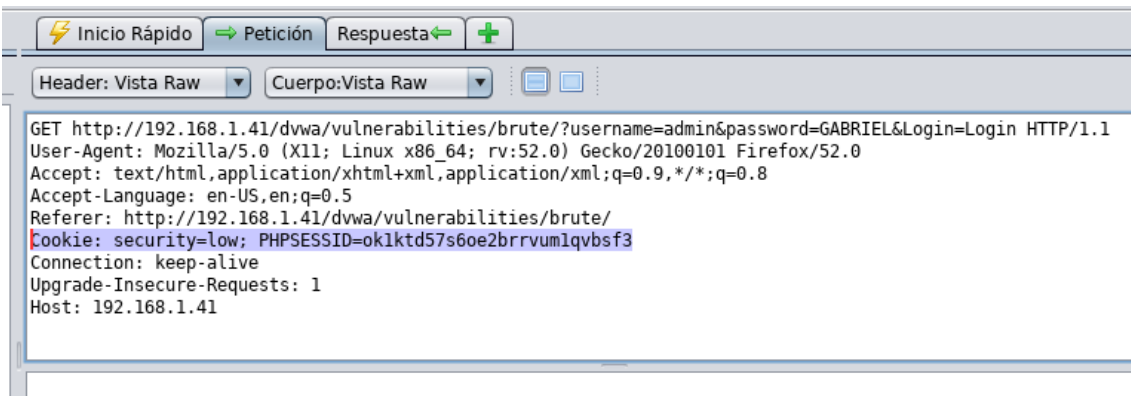 Inicio Rápido Petición Respuesta
Header: Vista Raw Cuerpo:Vista Raw
GET http://192.168.1.41/dvwa/vulnerabilities/brute/?username=admin&password=GABRIEL&Login=Login HTTP/1.1
User-Agent: Mozilla/5.0 (X11; Linux x86_64; rv:52.0) Gecko/20100101 Firefox/52.0
Accept: text/html,application/xhtml+xml,application/xml;q=0.9,*/*;q=0.8
Accept-Language: en-US,en;q=0.5
Referer: http://192.168.1.41/dvwa/vulnerabilities/brute/
Cookie: security=low; PHPSESSID=ok1ktd57s6oe2brrvum1qvbsf3
Connection: keep-alive
Upgrade-Insecure-Requests: 1
Host: 192.168.1.41